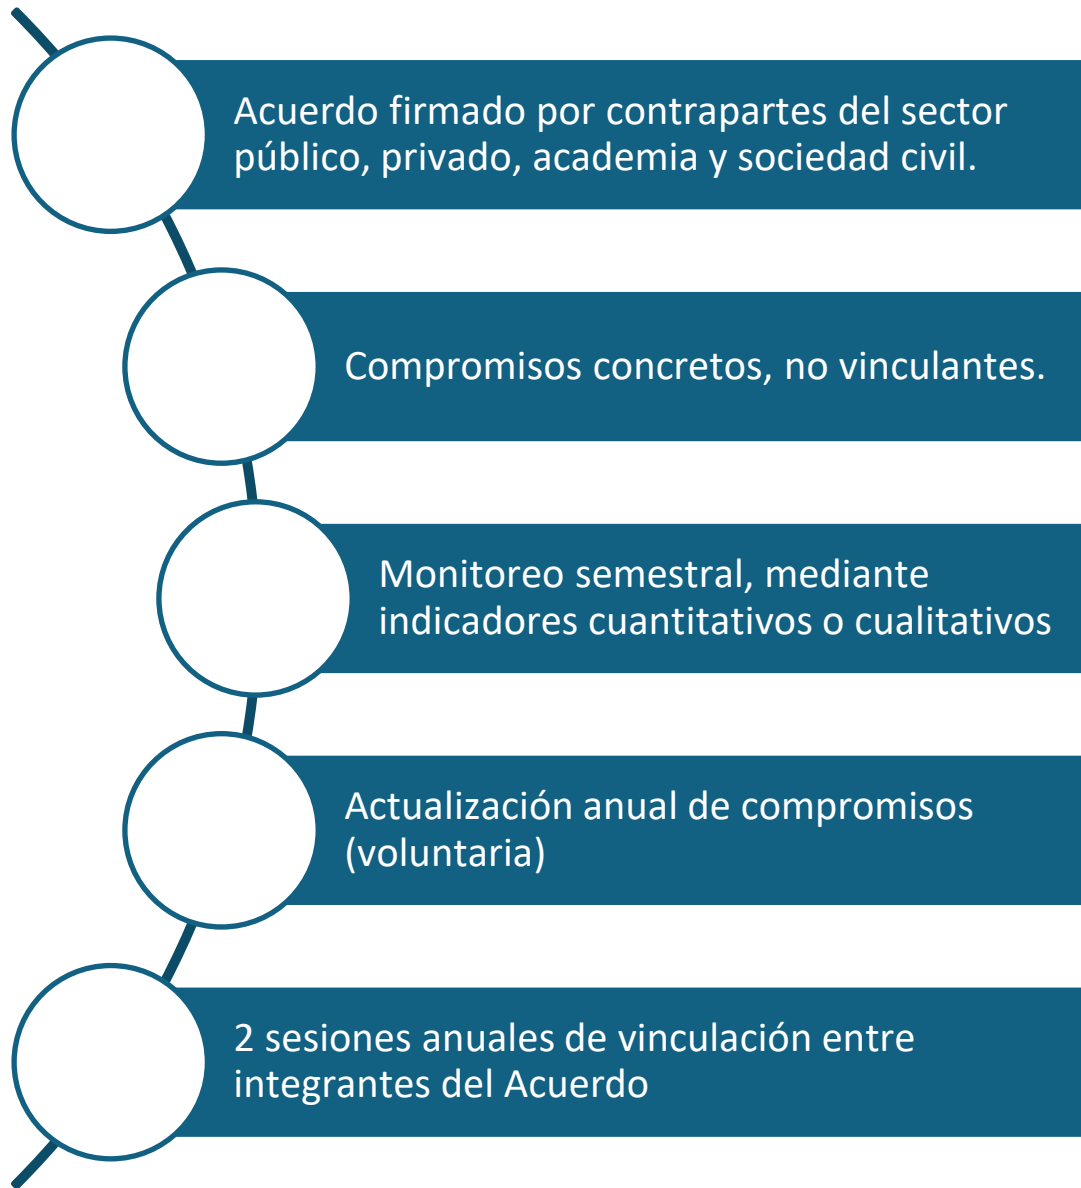 Acuerdo firmado por contrapartes del sector
público, privado, academia y sociedad civil.
Compromisos concretos, no vinculantes.
Monitoreo semestral, mediante
indicadores cuantitativos o cualitativos
Actualización anual de compromisos
(voluntaria)
2 sesiones anuales de vinculación entre
integrantes del Acuerdo